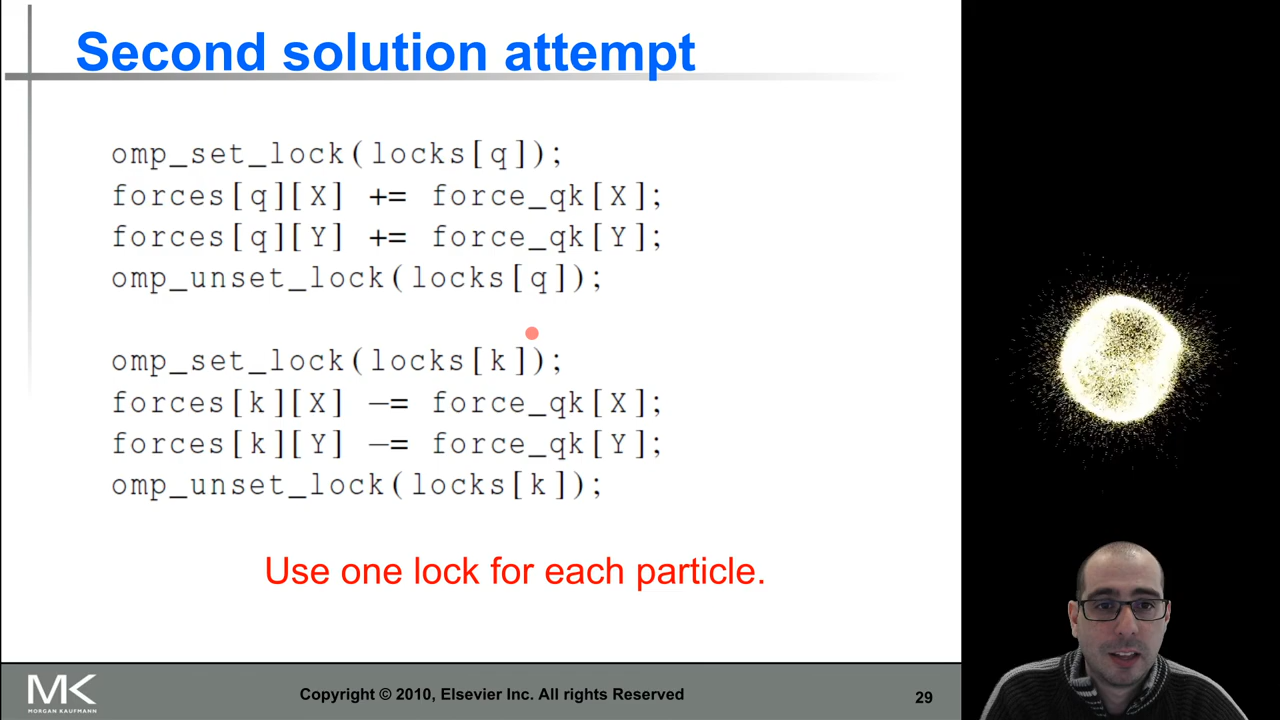 Second solution attempt
omp_set_lock(locks[q]);
forces[q][X] += force_qk[X];
forces[q][Y] += force_qk[Y];
omp_unset_lock(locks[q]);
omp_set_lock(locks[k]);
forces[k][X] −= force_qk[X];
forces[k][Y] −= force_qk[Y];
omp_unset_lock(locks[k]);
Use one lock for each particle.
MK
MORGAN KAUFMANN
Copyright © 2010, Elsevier Inc. All rights Reserved
29